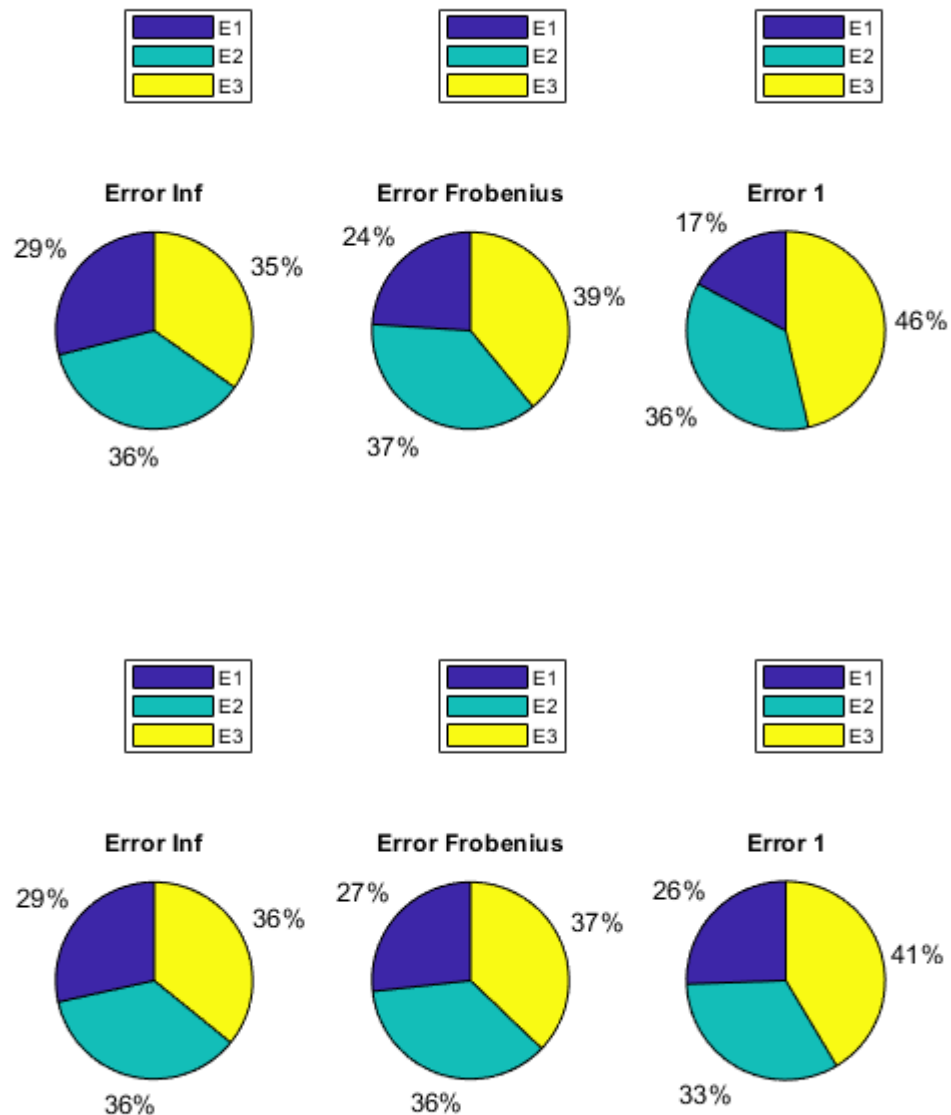 E1
E2
E3
E1
E2
E3
E1
E2
E3
Error Inf
29%
35%
36%
Error Frobenius
24%
39%
37%
Error 1
17%
46%
36%
E1
E2
E3
E1
E2
E3
E1
E2
E3
Error Inf
29%
36%
36%
Error Frobenius
27%
37%
36%
Error 1
26%
41%
33%